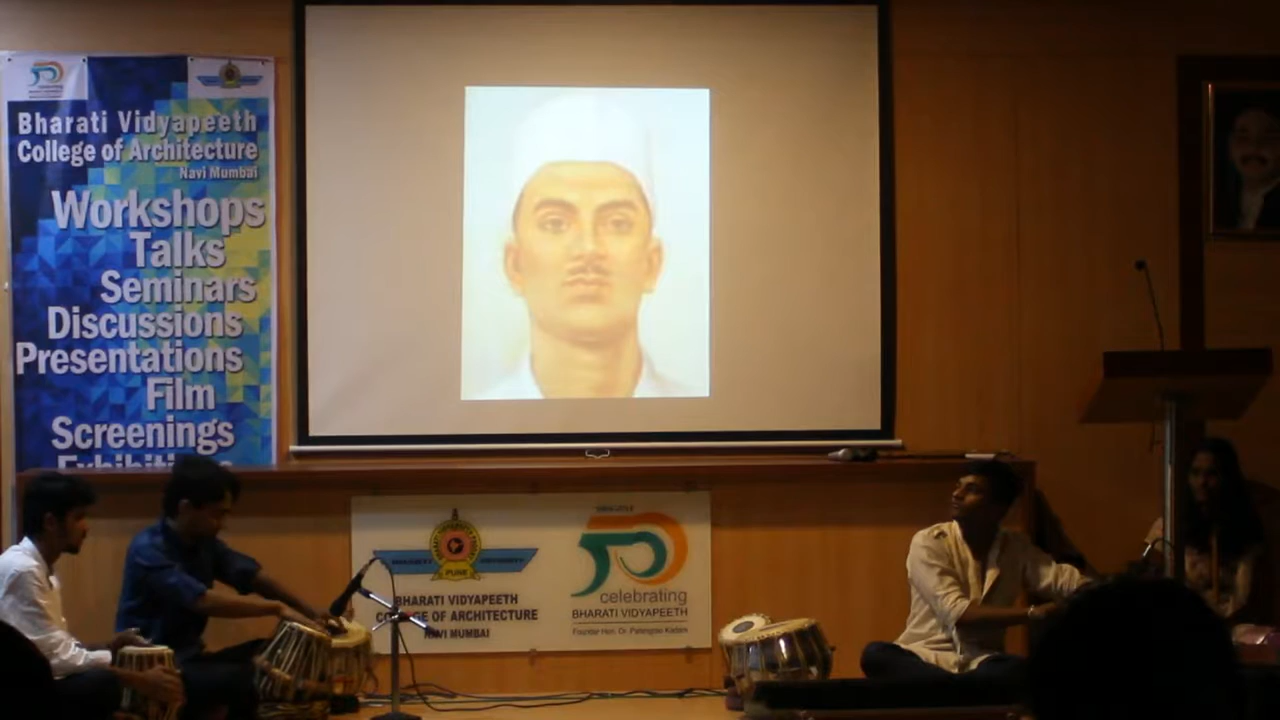 Bharati Vidyapeeth
College of Architecture
Navi Mumbai
Workshops
Talks
Seminars
Discussions
Presentations
Film
Screenings
PUNE
celebrating
BHARATI VIDYAPEETH
BHARATI VIDYAPEETH
COLLEGE OF ARCHITECTURE
NAVI MUMBAI
Founder Hon. Dr. Patangrao Kadam